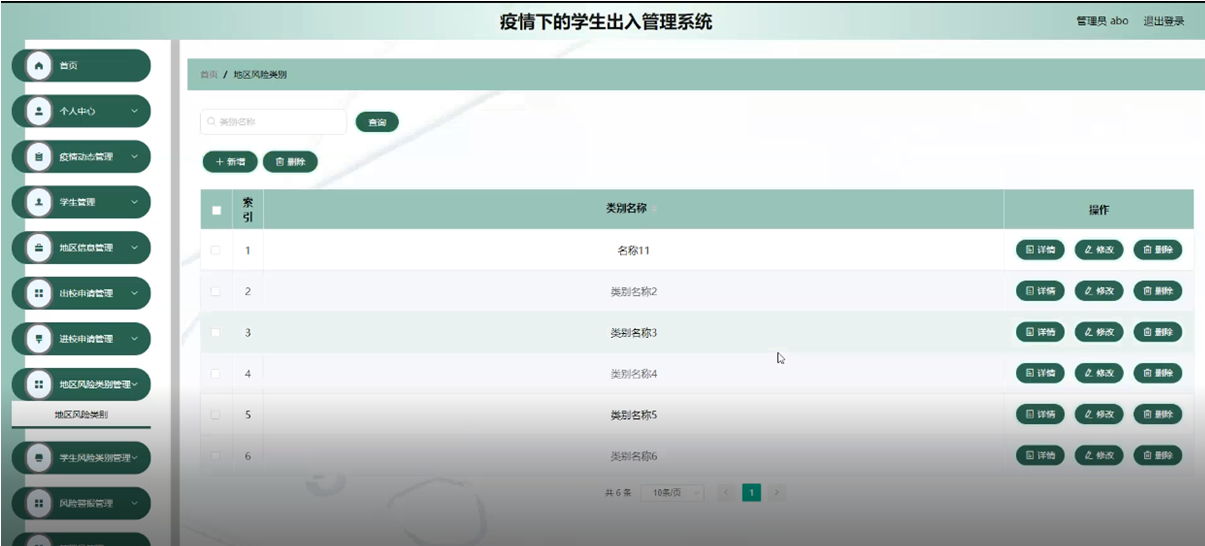 疫情下的学生出入管理系统
管理员 abo 退出登录
首页
个人中心
疫情动态管理
学生管理
地区信息管理
出校申请管理
进校申请管理
地区风险类别管理
地区风险类别
学生风险类别管理
风险警报管理
首页 / 地区风险类别
类别名称
查询
+ 新增
删除
索引 类别名称 操作
1 名称11 详情 修改 删除
2 类别名称2 详情 修改 删除
3 类别名称3 详情 修改 删除
4 类别名称4 详情 修改 删除
5 类别名称5 详情 修改 删除
6 类别名称6 详情 修改 删除
共 6 条 10条/页 < 1 >